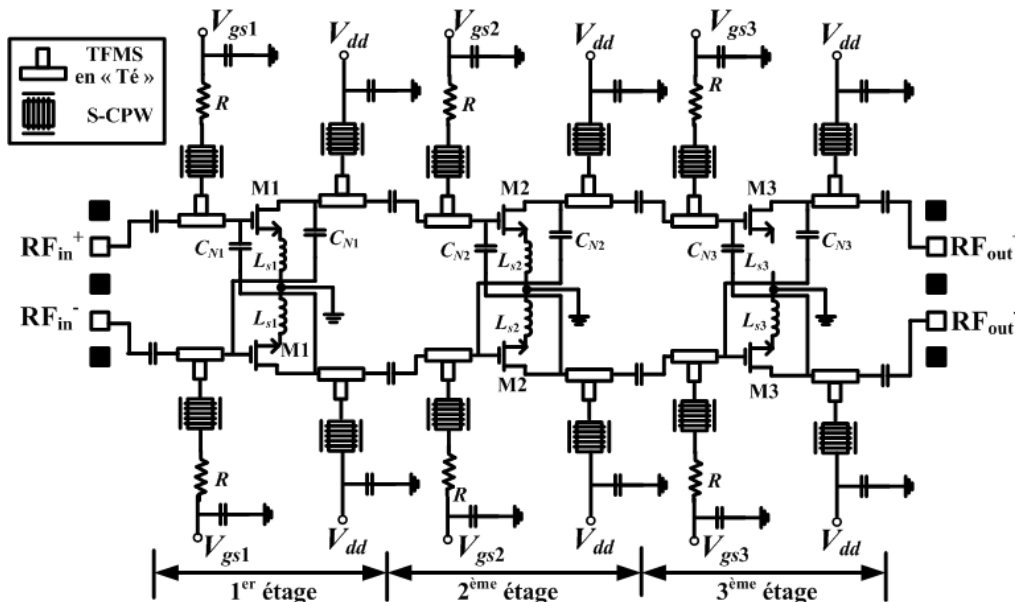 TFMS
en « Té »
S-CPW
Vgs1
Vdd
Vgs2
Vdd
Vgs3
Vdd
R
R
R
M1
M2
M3
RFin+
CN1
Ls1
CN1
CN2
Ls2
CN2
CN3
Ls3
CN3
RFout
RFin-
Ls1
Ls2
Ls3
RFout
M1
M2
M3
R
R
R
Vgs1
Vdd
Vgs2
Vdd
Vgs3
Vdd
1er étage
2ème étage
3ème étage